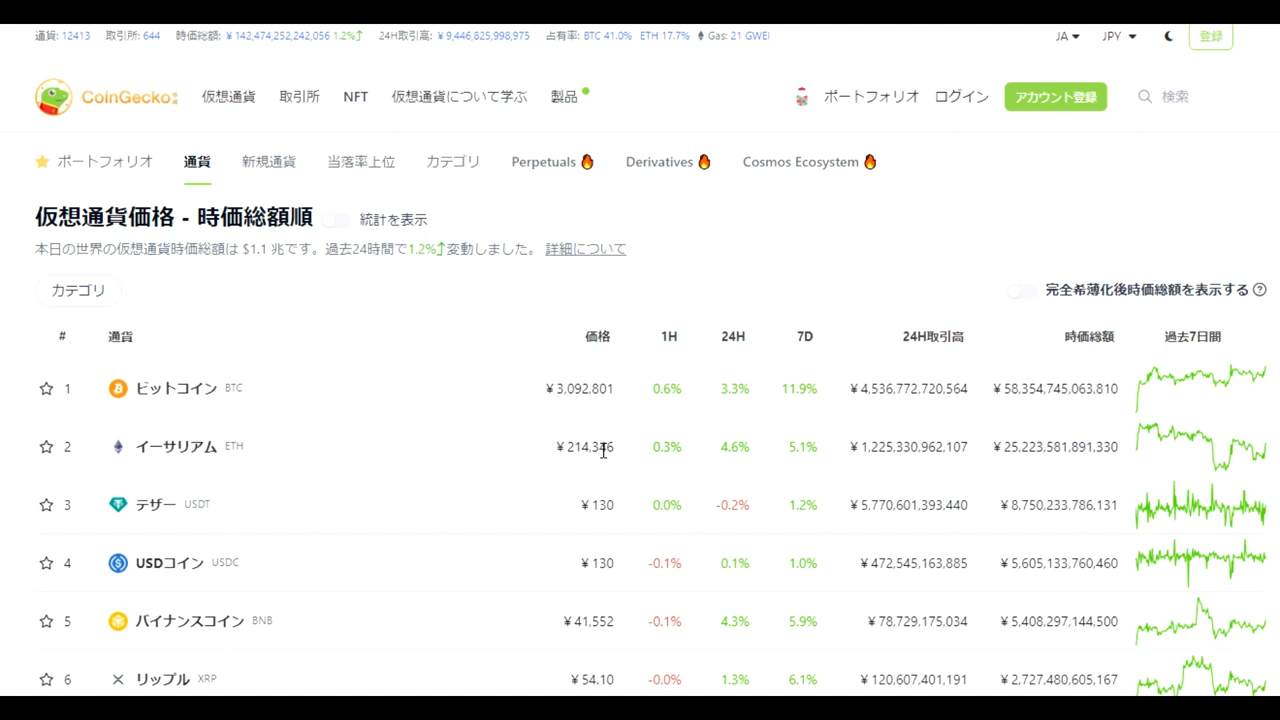 通貨: 12413 取引所: 644 時価総額: ¥142,474,252,242,056 1.2% 24H取引高: ¥9,446,825,998,975 占有率: BTC 41.0% ETH 17.7% Gas: 21 GWEI JA JPY 登録
CoinGecko 仮想通貨 取引所 NFT 仮想通貨について学ぶ 製品 ポートフォリオ ログイン アカウント登録 検索
ポートフォリオ 通貨 新規通貨 当落率上位 カテゴリ Perpetuals Derivatives Cosmos Ecosystem
仮想通貨価格 - 時価総額順 統計を表示
本日の世界の仮想通貨時価総額は $1.1 兆です。過去24時間で1.2%変動しました。 詳細について
カテゴリ 完全希薄化後時価総額を表示する ?
# 通貨 価格 1H 24H 7D 24H取引高 時価総額 過去7日間
1 ビットコイン BTC ¥3,092,801 0.6% 3.3% 11.9% ¥4,536,772,720,564 ¥58,354,745,063,810
2 イーサリアム ETH 0.3% 4.6% 5.1% ¥1,225,330,962,107 ¥25,223,581,891,330
3 テザー USDT ¥130 0.0% -0.2% 1.2% ¥5,770,601,393,440 ¥8,750,233,786,131
4 USDコイン USDC ¥130 -0.1% 0.1% 1.0% ¥472,545,163,885 ¥5,605,133,760,460
5 バイナンスコイン BNB ¥41,552 -0.1% 4.3% 5.9% ¥78,729,175,034 ¥5,408,297,144,500
6 リップル XRP ¥54.10 -0.0% 1.3% 6.1% ¥120,607,401,191 ¥2,727,480,605,167